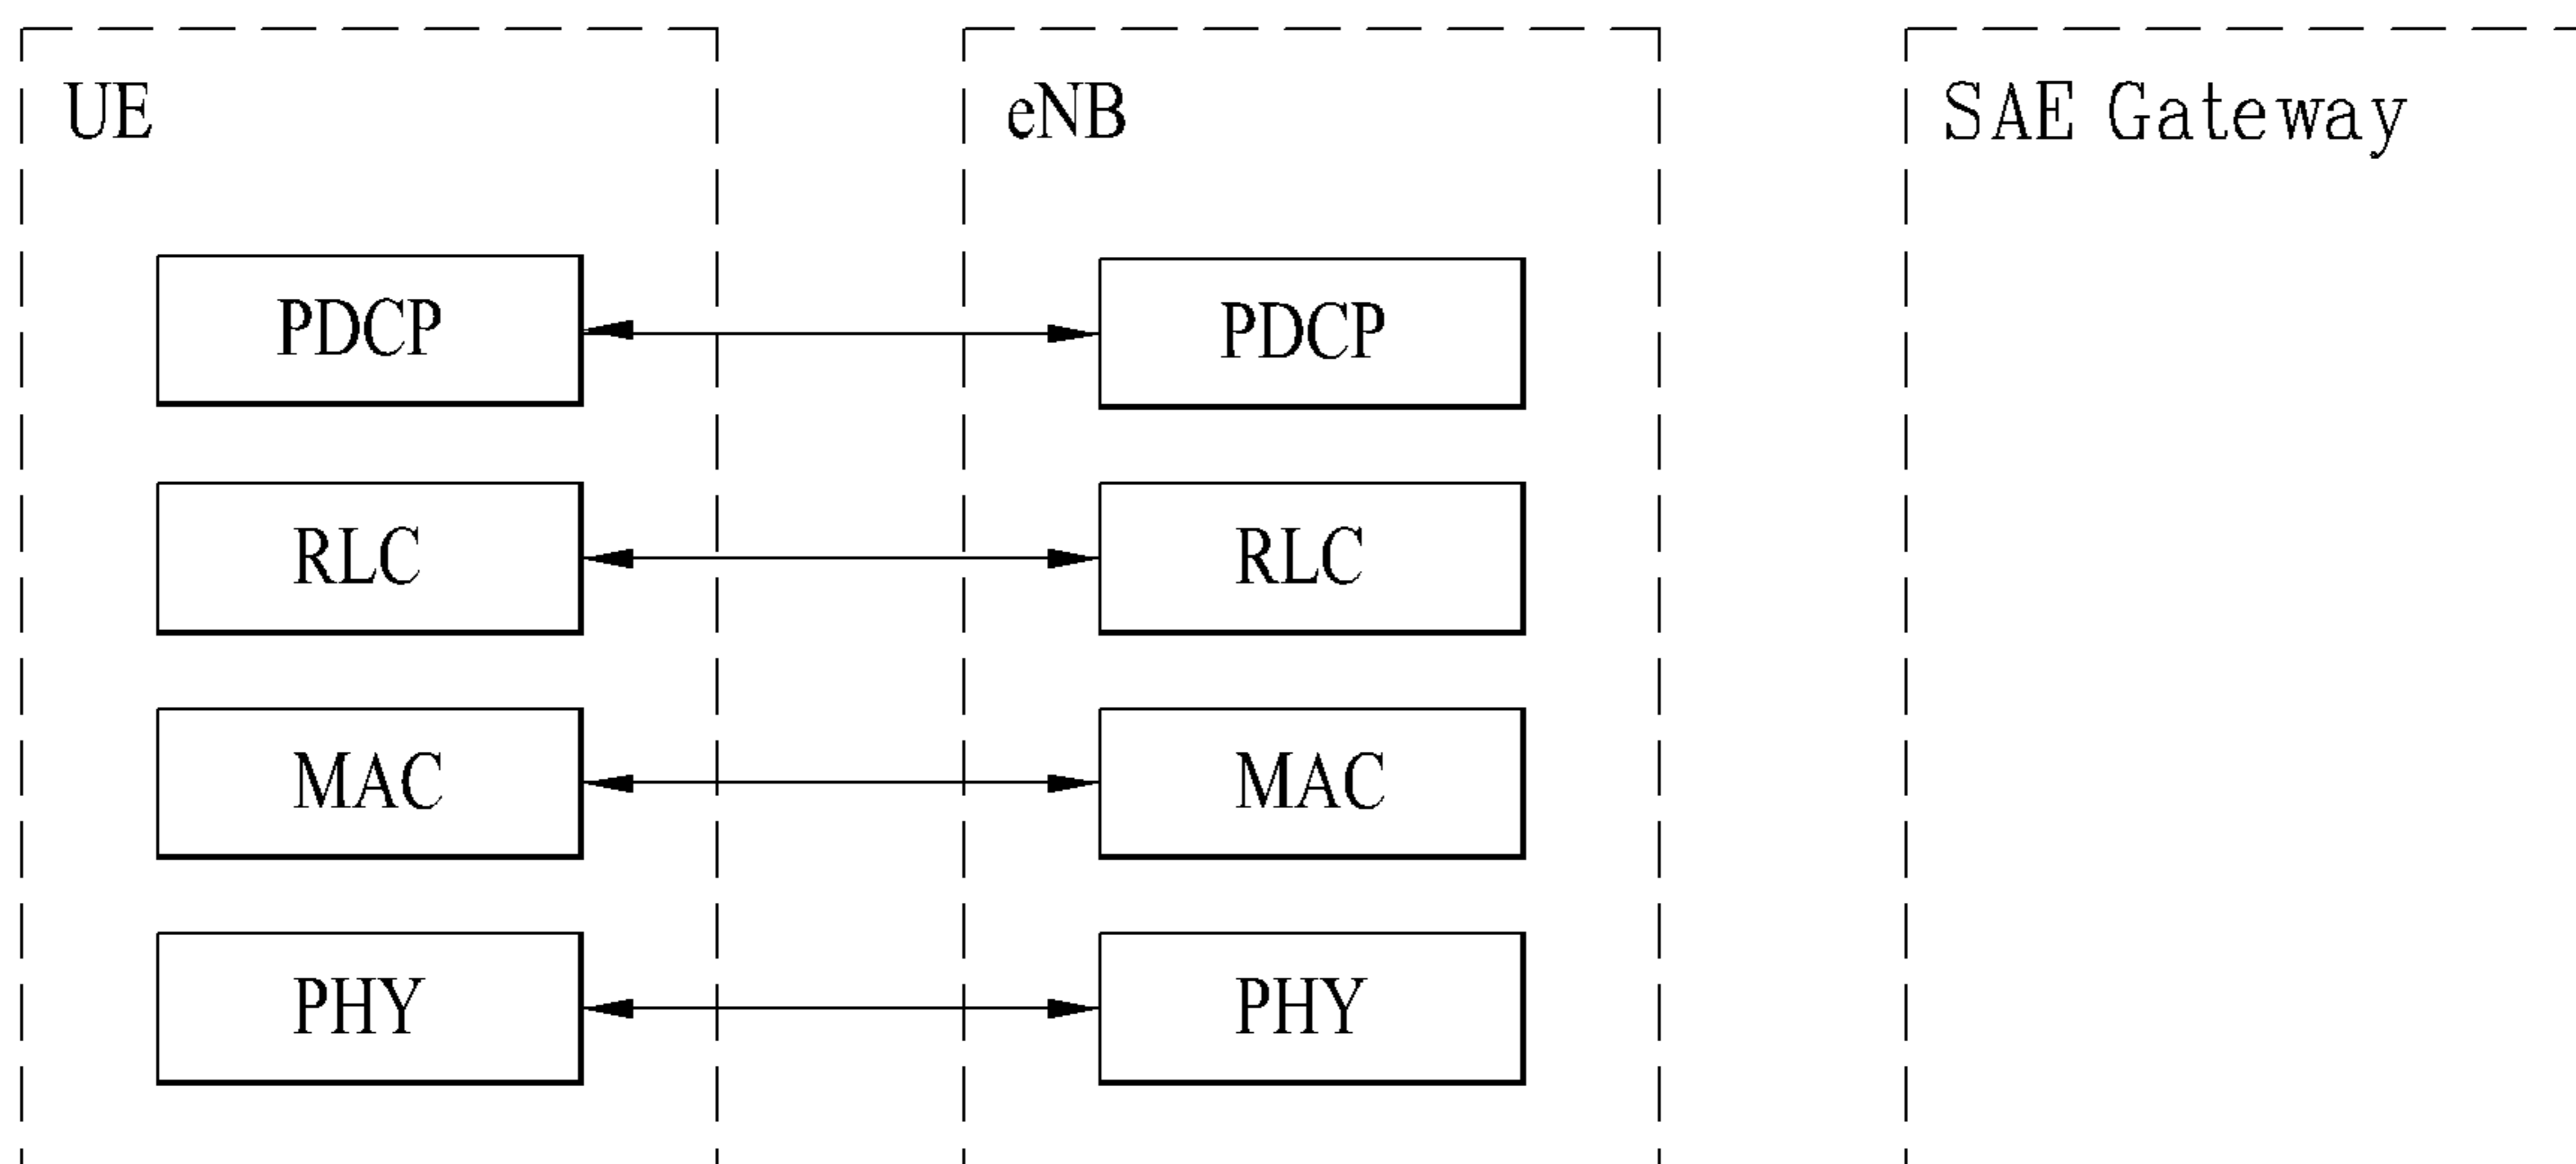 UE
eNB
SAE Gateway
PDCP
PDCP
RLC
RLC
MAC
MAC
PHY
PHY